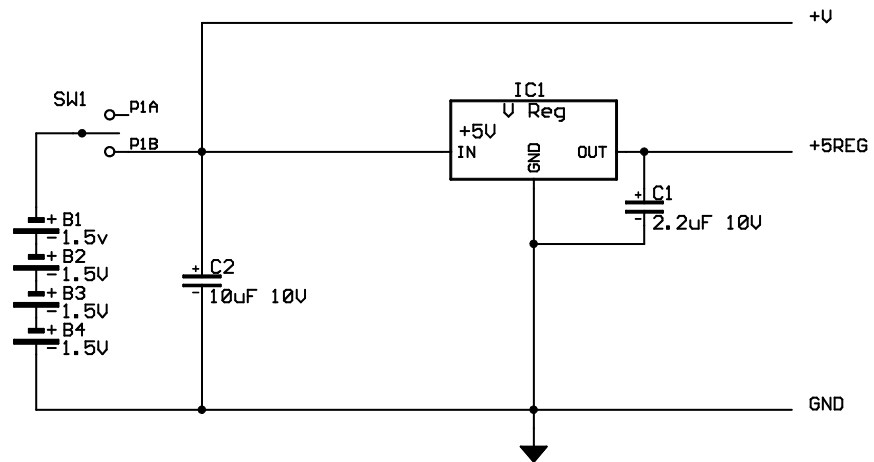 +V
IC1
V Reg
SW1
P1A
+5V
P1B
IN
GND
OUT
+5REG
+
C1
-
2.2uF 10V
+ B1
- 1.5v
+ B2
- 1.5V
+ B3
- 1.5V
+ B4
- 1.5V
+ C2
- 10uF 10V
GND